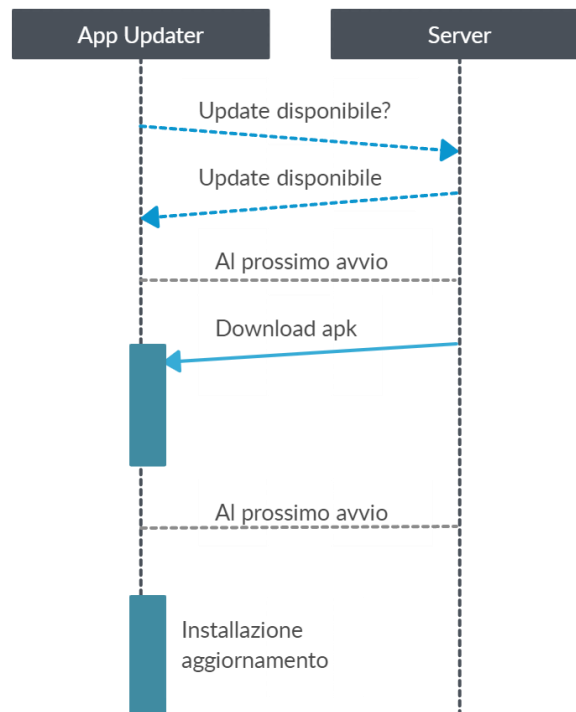 App Updater
Server
Update disponibile?
Update disponibile
Al prossimo avvio
Download apk
Al prossimo avvio
Installazione
aggiornamento